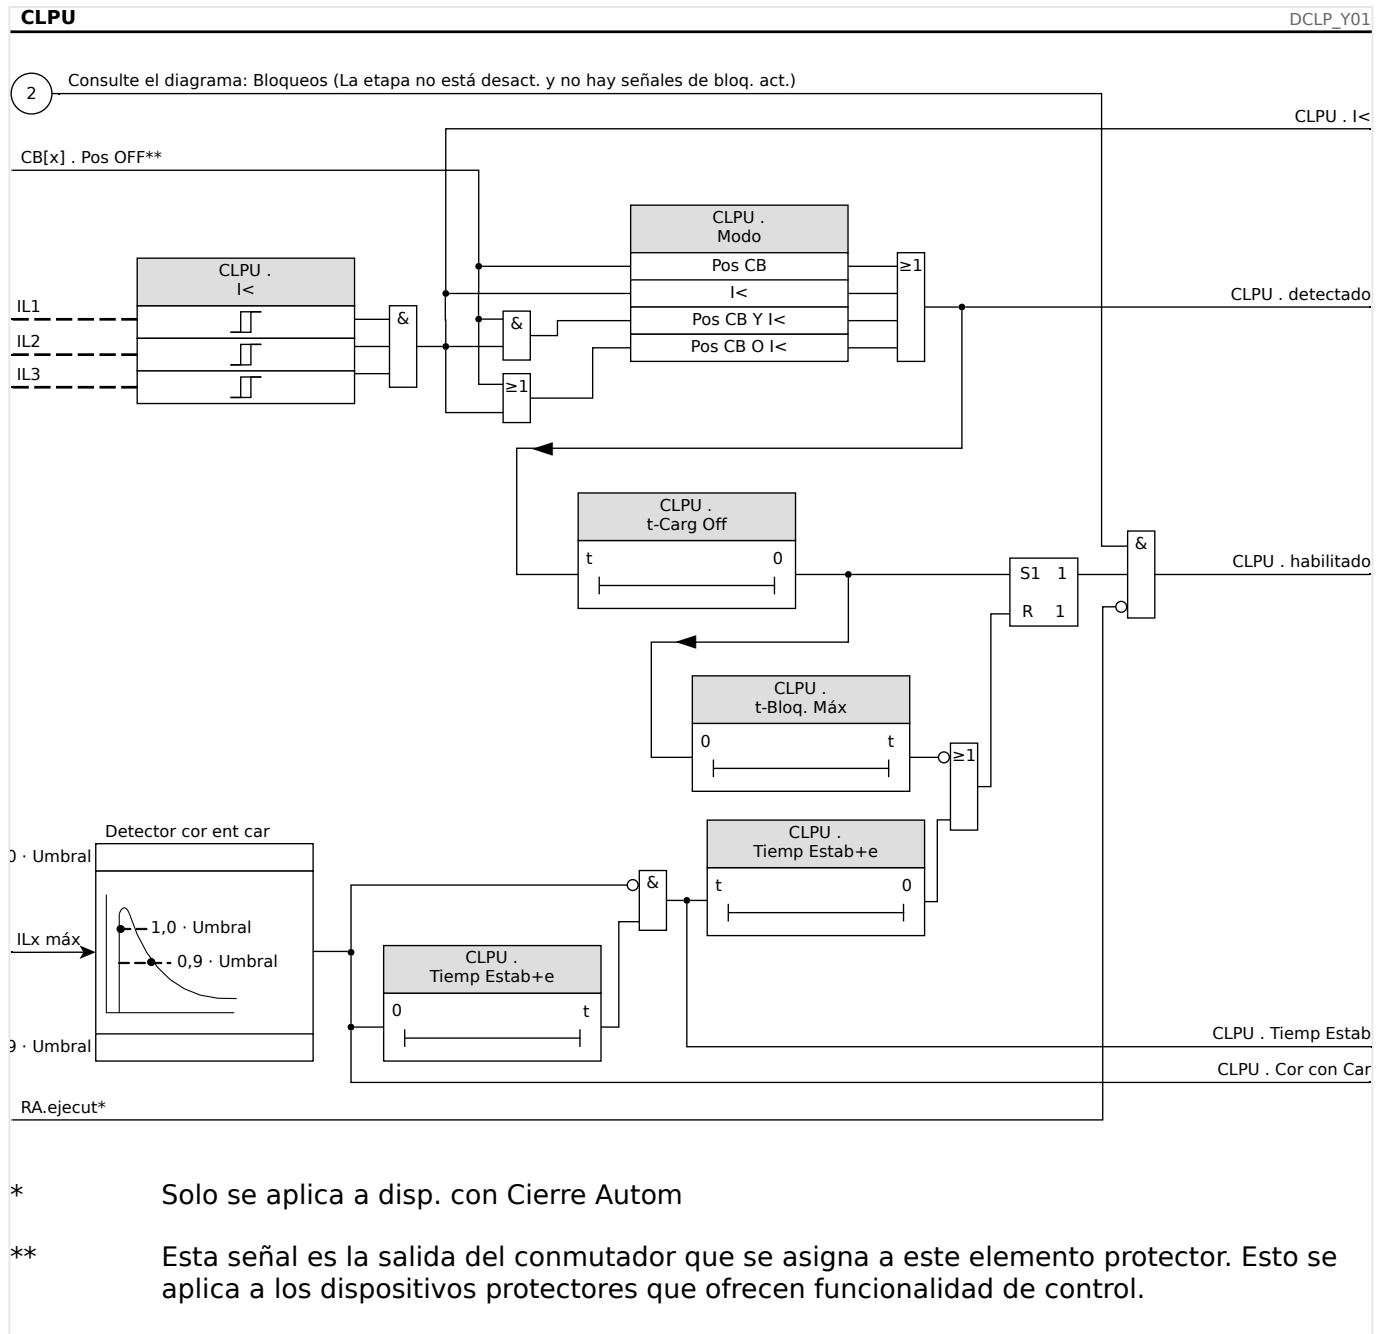 CLPU
DCLP_Y01
2
Consulte el diagrama: Bloqueos (La etapa no está desact. y no hay señales de bloq. act.)
CLPU . I<
CB[x] . Pos OFF**
CLPU .
Modo
Pos CB
I<
Pos CB Y I<
Pos CB O I<
≥1
CLPU .
I<
IL1
IL2
IL3
&
&
≥1
CLPU . detectado
CLPU .
t-Carg Off
t 0
&
CLPU . habilitado
S1 1
R 1
CLPU .
t-Bloq. Máx
0 t
≥1
Detector cor ent car
0 · Umbral
ILx máx
1,0 · Umbral
0,9 · Umbral
9 · Umbral
&
CLPU .
Tiemp Estab+e
t 0
CLPU .
Tiemp Estab+e
0 t
CLPU . Tiemp Estab
CLPU . Cor con Car
RA.ejecut*
* Solo se aplica a disp. con Cierre Autom
** Esta señal es la salida del conmutador que se asigna a este elemento protector. Esto se
aplica a los dispositivos protectores que ofrecen funcionalidad de control.